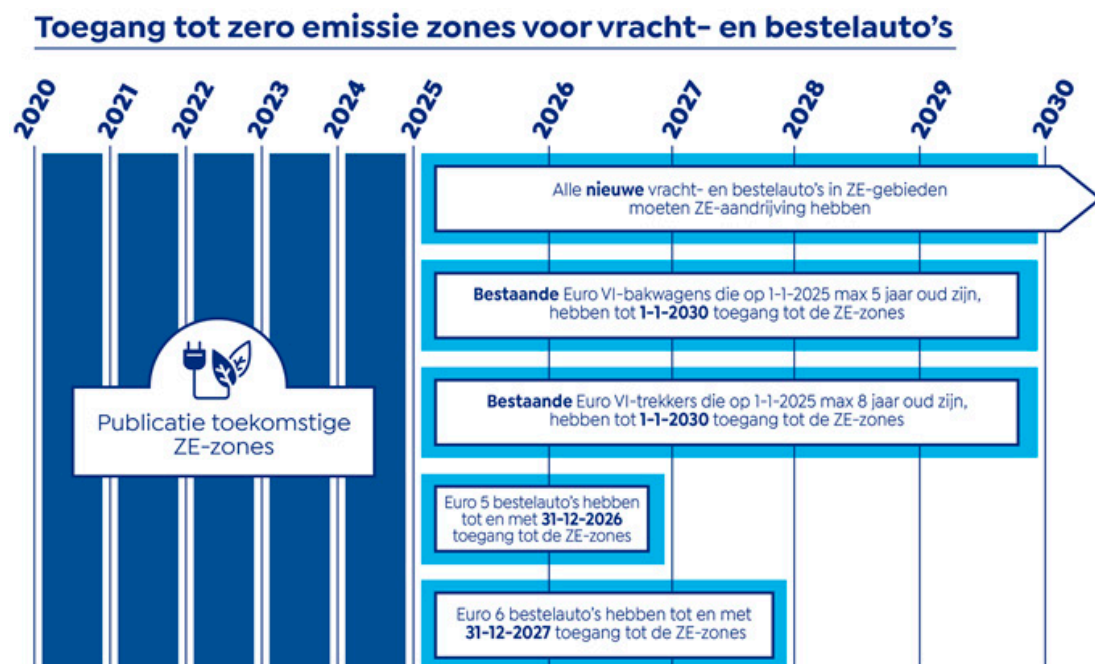 Toegang tot zero emissie zones voor vracht- en bestelauto's
2020
2021
2022
2023
2024
2025
2026
2027
2028
2029
2030
Alle nieuwe vracht- en bestelauto's in ZE-gebieden
moeten ZE-aandrijving hebben
Bestaande Euro VI-bakwagens die op 1-1-2025 max 5 jaar oud zijn,
hebben tot 1-1-2030 toegang tot de ZE-zones
Publicatie toekomstige
ZE-zones
Bestaande Euro VI-trekkers die op 1-1-2025 max 8 jaar oud zijn,
hebben tot 1-1-2030 toegang tot de ZE-zones
Euro 5 bestelauto's hebben
tot en met 31-12-2026
toegang tot de ZE-zones
Euro 6 bestelauto's hebben tot en met
31-12-2027 toegang tot de ZE-zones